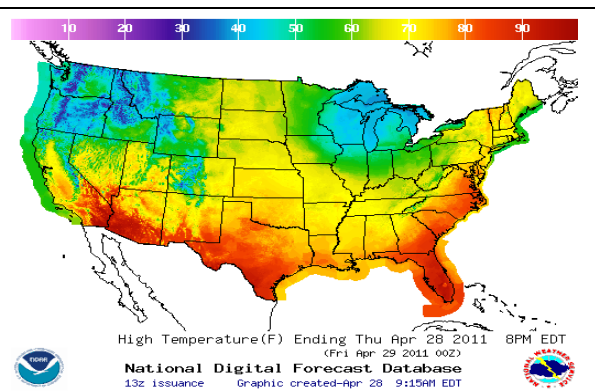 10 20 30 40 50 60 70 80 90
High Temperature(F) Ending Thu Apr 28 2011 8PM EDT
(Fri Apr 29 2011 00Z)
National Digital Forecast Database
13z issuance Graphic created-Apr 28 9:15AM EDT
noaa